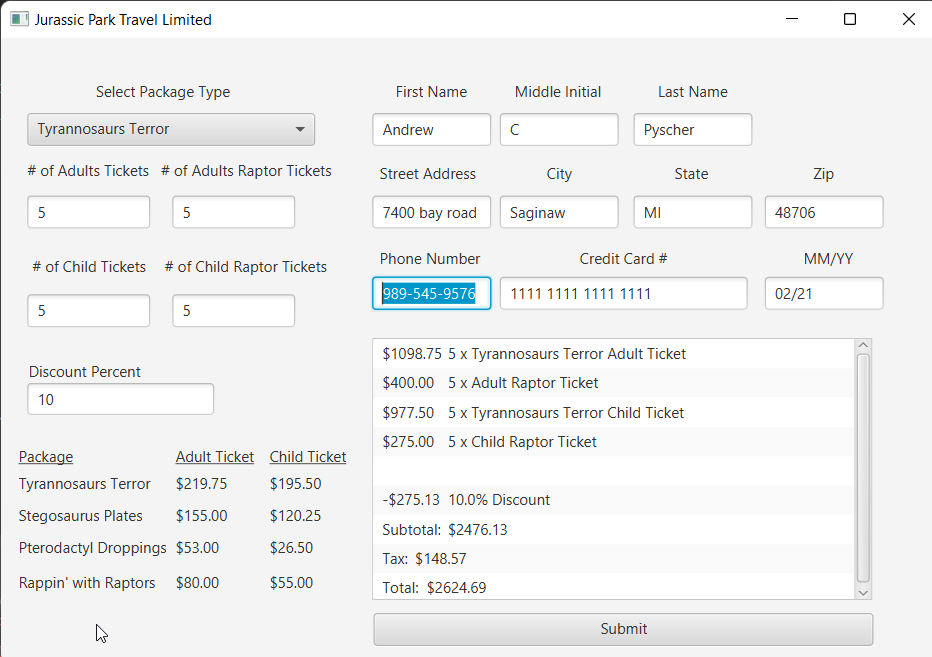 Jurassic Park Travel Limited
Select Package Type
Tyrannosaurs Terror
# of Adults Tickets # of Adults Raptor Tickets
5 5
# of Child Tickets # of Child Raptor Tickets
5 5
Discount Percent
10
Package Adult Ticket Child Ticket
Tyrannosaurs Terror $219.75 $195.50
Stegosaurus Plates $155.00 $120.25
Pterodactyl Droppings $53.00 $26.50
Rappin' with Raptors $80.00 $55.00
First Name Middle Initial Last Name
Andrew C Pyscher
Street Address City State Zip
7400 bay road Saginaw MI 48706
Phone Number Credit Card # MM/YY
989-545-9576 1111 1111 1111 1111 02/21
$1098.75 5 x Tyrannosaurs Terror Adult Ticket
$400.00 5 x Adult Raptor Ticket
$977.50 5 x Tyrannosaurs Terror Child Ticket
$275.00 5 x Child Raptor Ticket
-$275.13 10.0% Discount
Subtotal: $2476.13
Tax: $148.57
Total: $2624.69
Submit